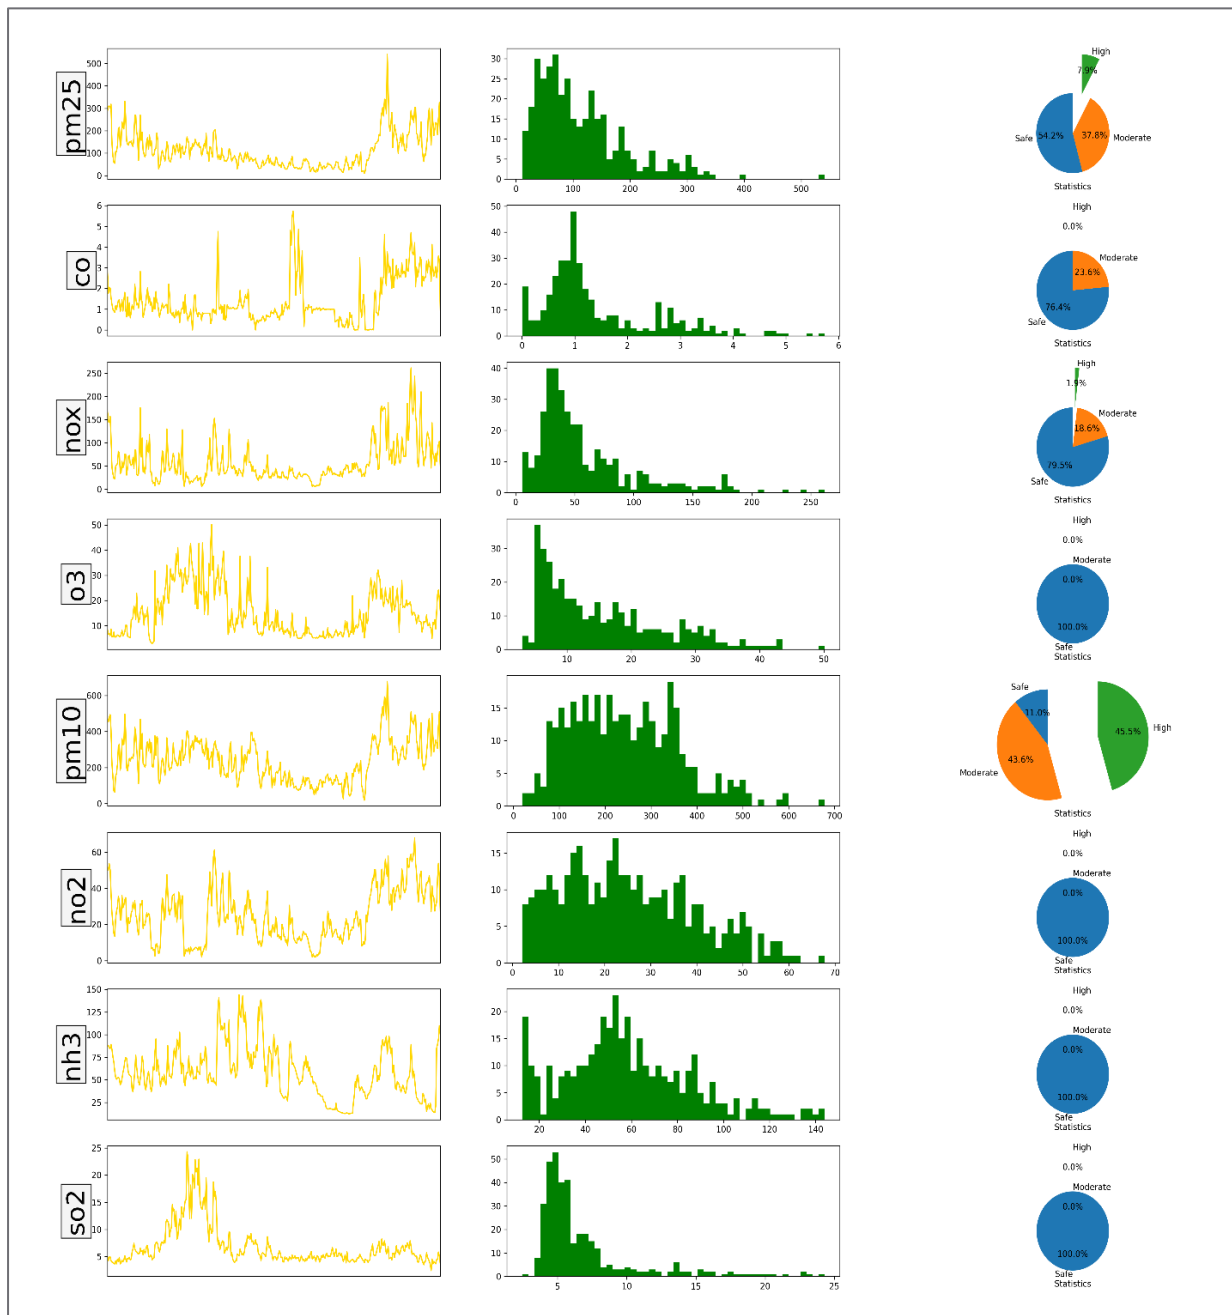 pm25
500
400
300
200
100
0
30
25
20
15
10
5
0
0 100 200 300 400 500
High
7.9%
Safe 54.2% 37.8% Moderate
Statistics
co
6
5
4
3
2
1
0
50
40
30
20
10
0
0 1 2 3 4 5 6
High
0.0%
Moderate
23.6%
76.4%
Safe
Statistics
nox
250
200
150
100
50
0
40
30
20
10
0
0 50 100 150 200 250
High
1.9%
Moderate
18.6%
79.5%
Safe
Statistics
o3
50
40
30
20
10
30
20
10
0
10 20 30 40 50
High
0.0%
Moderate
0.0%
100.0%
Safe
Statistics
pm10
600
400
200
0
15
10
5
0
0 100 200 300 400 500 600 700
Safe
11.0%
45.5% High
43.6%
Moderate
Statistics
no2
60
40
20
0
15
10
5
0
0 10 20 30 40 50 60 70
High
0.0%
Moderate
0.0%
100.0%
Safe
Statistics
nh3
150
125
100
75
50
25
20
15
10
5
0
20 40 60 80 100 120 140
High
0.0%
Moderate
0.0%
100.0%
Safe
Statistics
so2
25
20
15
10
5
50
40
30
20
10
0
5 10 15 20 25
High
0.0%
Moderate
0.0%
100.0%
Safe
Statistics